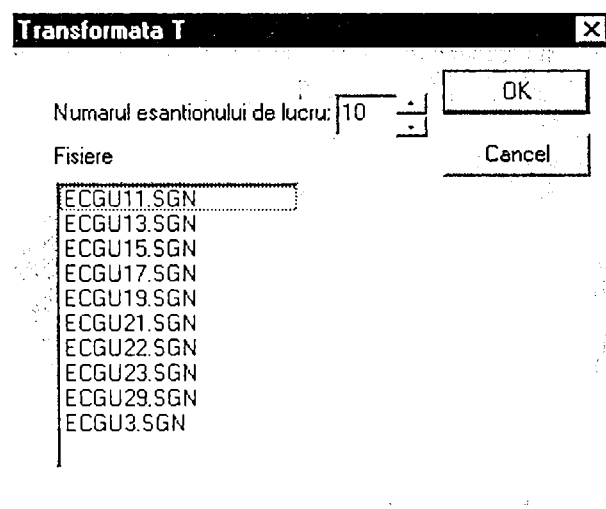 Transformata T
Numarul esantionului de lucru: 10
OK
Fisiere
Cancel
ECGU11.SGN
ECGU13.SGN
ECGU15.SGN
ECGU17.SGN
ECGU19.SGN
ECGU21.SGN
ECGU22.SGN
ECGU23.SGN
ECGU29.SGN
ECGU3.SGN